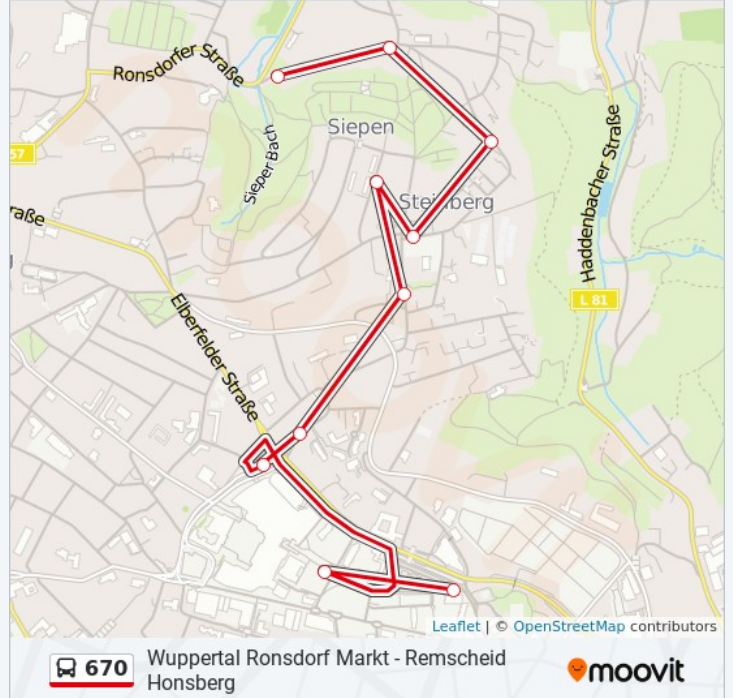 Ronsdorfer Straße
Siepen
Sieper Bach
57
Steinberg
raße
Haddenbacher Straße
L 81
Elberfelder Straße
Leaflet | © OpenStreetMap contributors
670
Wuppertal Ronsdorf Markt - Remscheid
Honsberg
moovit